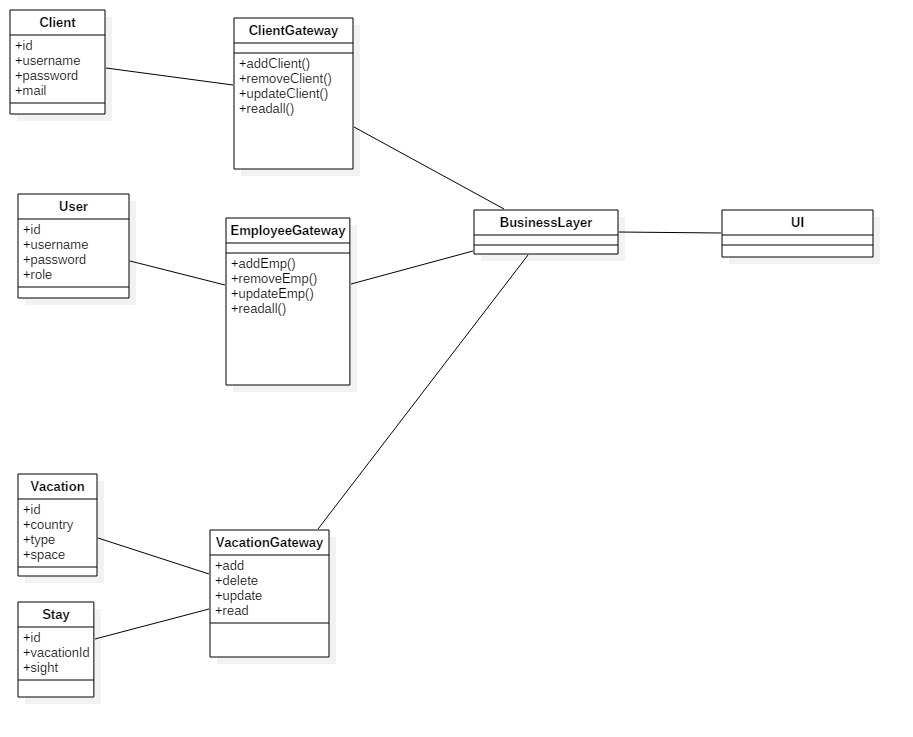 Client
+id
+username
+password
+mail
ClientGateway
+addClient()
+removeClient()
+updateClient()
+readall()
User
+id
+username
+password
+role
EmployeeGateway
+addEmp()
+removeEmp()
+updateEmp()
+readall()
BusinessLayer
UI
Vacation
+id
+country
+type
+space
VacationGateway
+add
+delete
+update
+read
Stay
+id
+vacationId
+sight